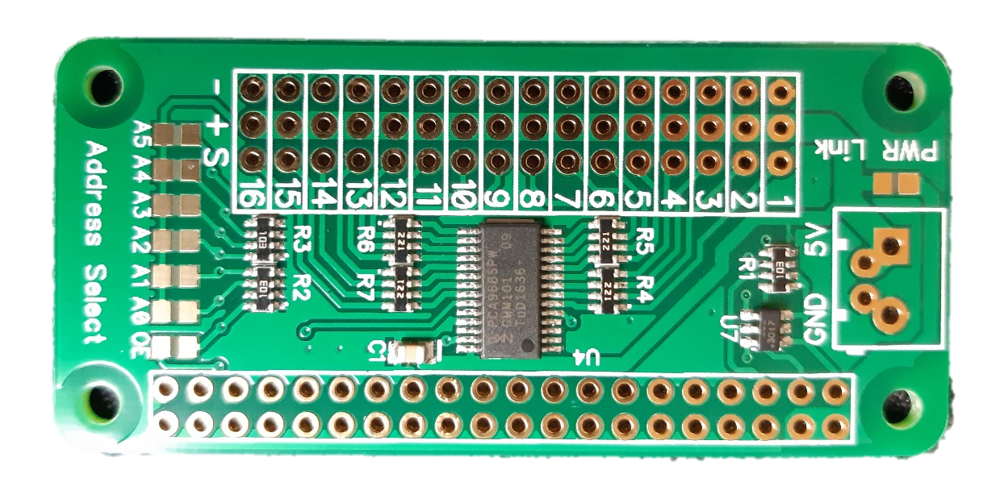 -
+
S
16 15 14 13 12 11 10 9 8 7 6 5 4 3 2 1
PWR Link
A5
A4
A3
A2
A1
A0
OE
Address Select
R3
R2
R6
R7
R5
R4
R1
U7
U4
C1
5V
GND
103
103
221
221
221
221
103
PCA9685PW
TnD1636
09